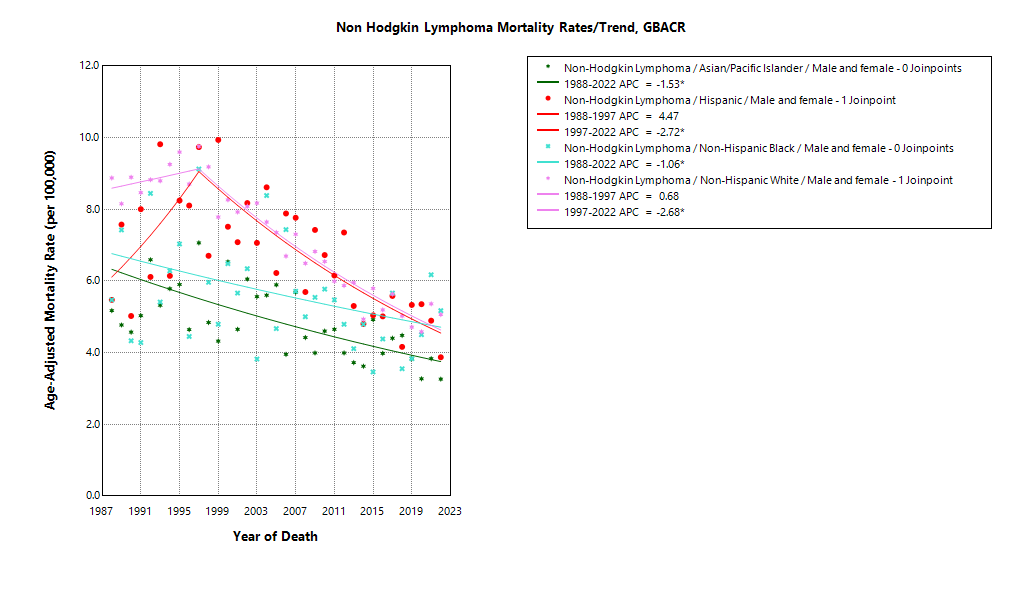 Non Hodgkin Lymphoma Mortality Rates/Trend, GBACR
Non-Hodgkin Lymphoma / Asian/Pacific Islander / Male and female - 0 Joinpoints
1988-2022 APC = -1.53*
Non-Hodgkin Lymphoma / Hispanic / Male and female - 1 Joinpoint
1988-1997 APC = 4.47
1997-2022 APC = -2.72*
Non-Hodgkin Lymphoma / Non-Hispanic Black / Male and female - 0 Joinpoints
1988-2022 APC = -1.06*
Non-Hodgkin Lymphoma / Non-Hispanic White / Male and female - 1 Joinpoint
1988-1997 APC = 0.68
1997-2022 APC = -2.68*
Age-Adjusted Mortality Rate (per 100,000)
12.0
10.0
8.0
6.0
4.0
2.0
0.0
1987 1991 1995 1999 2003 2007 2011 2015 2019 2023
Year of Death